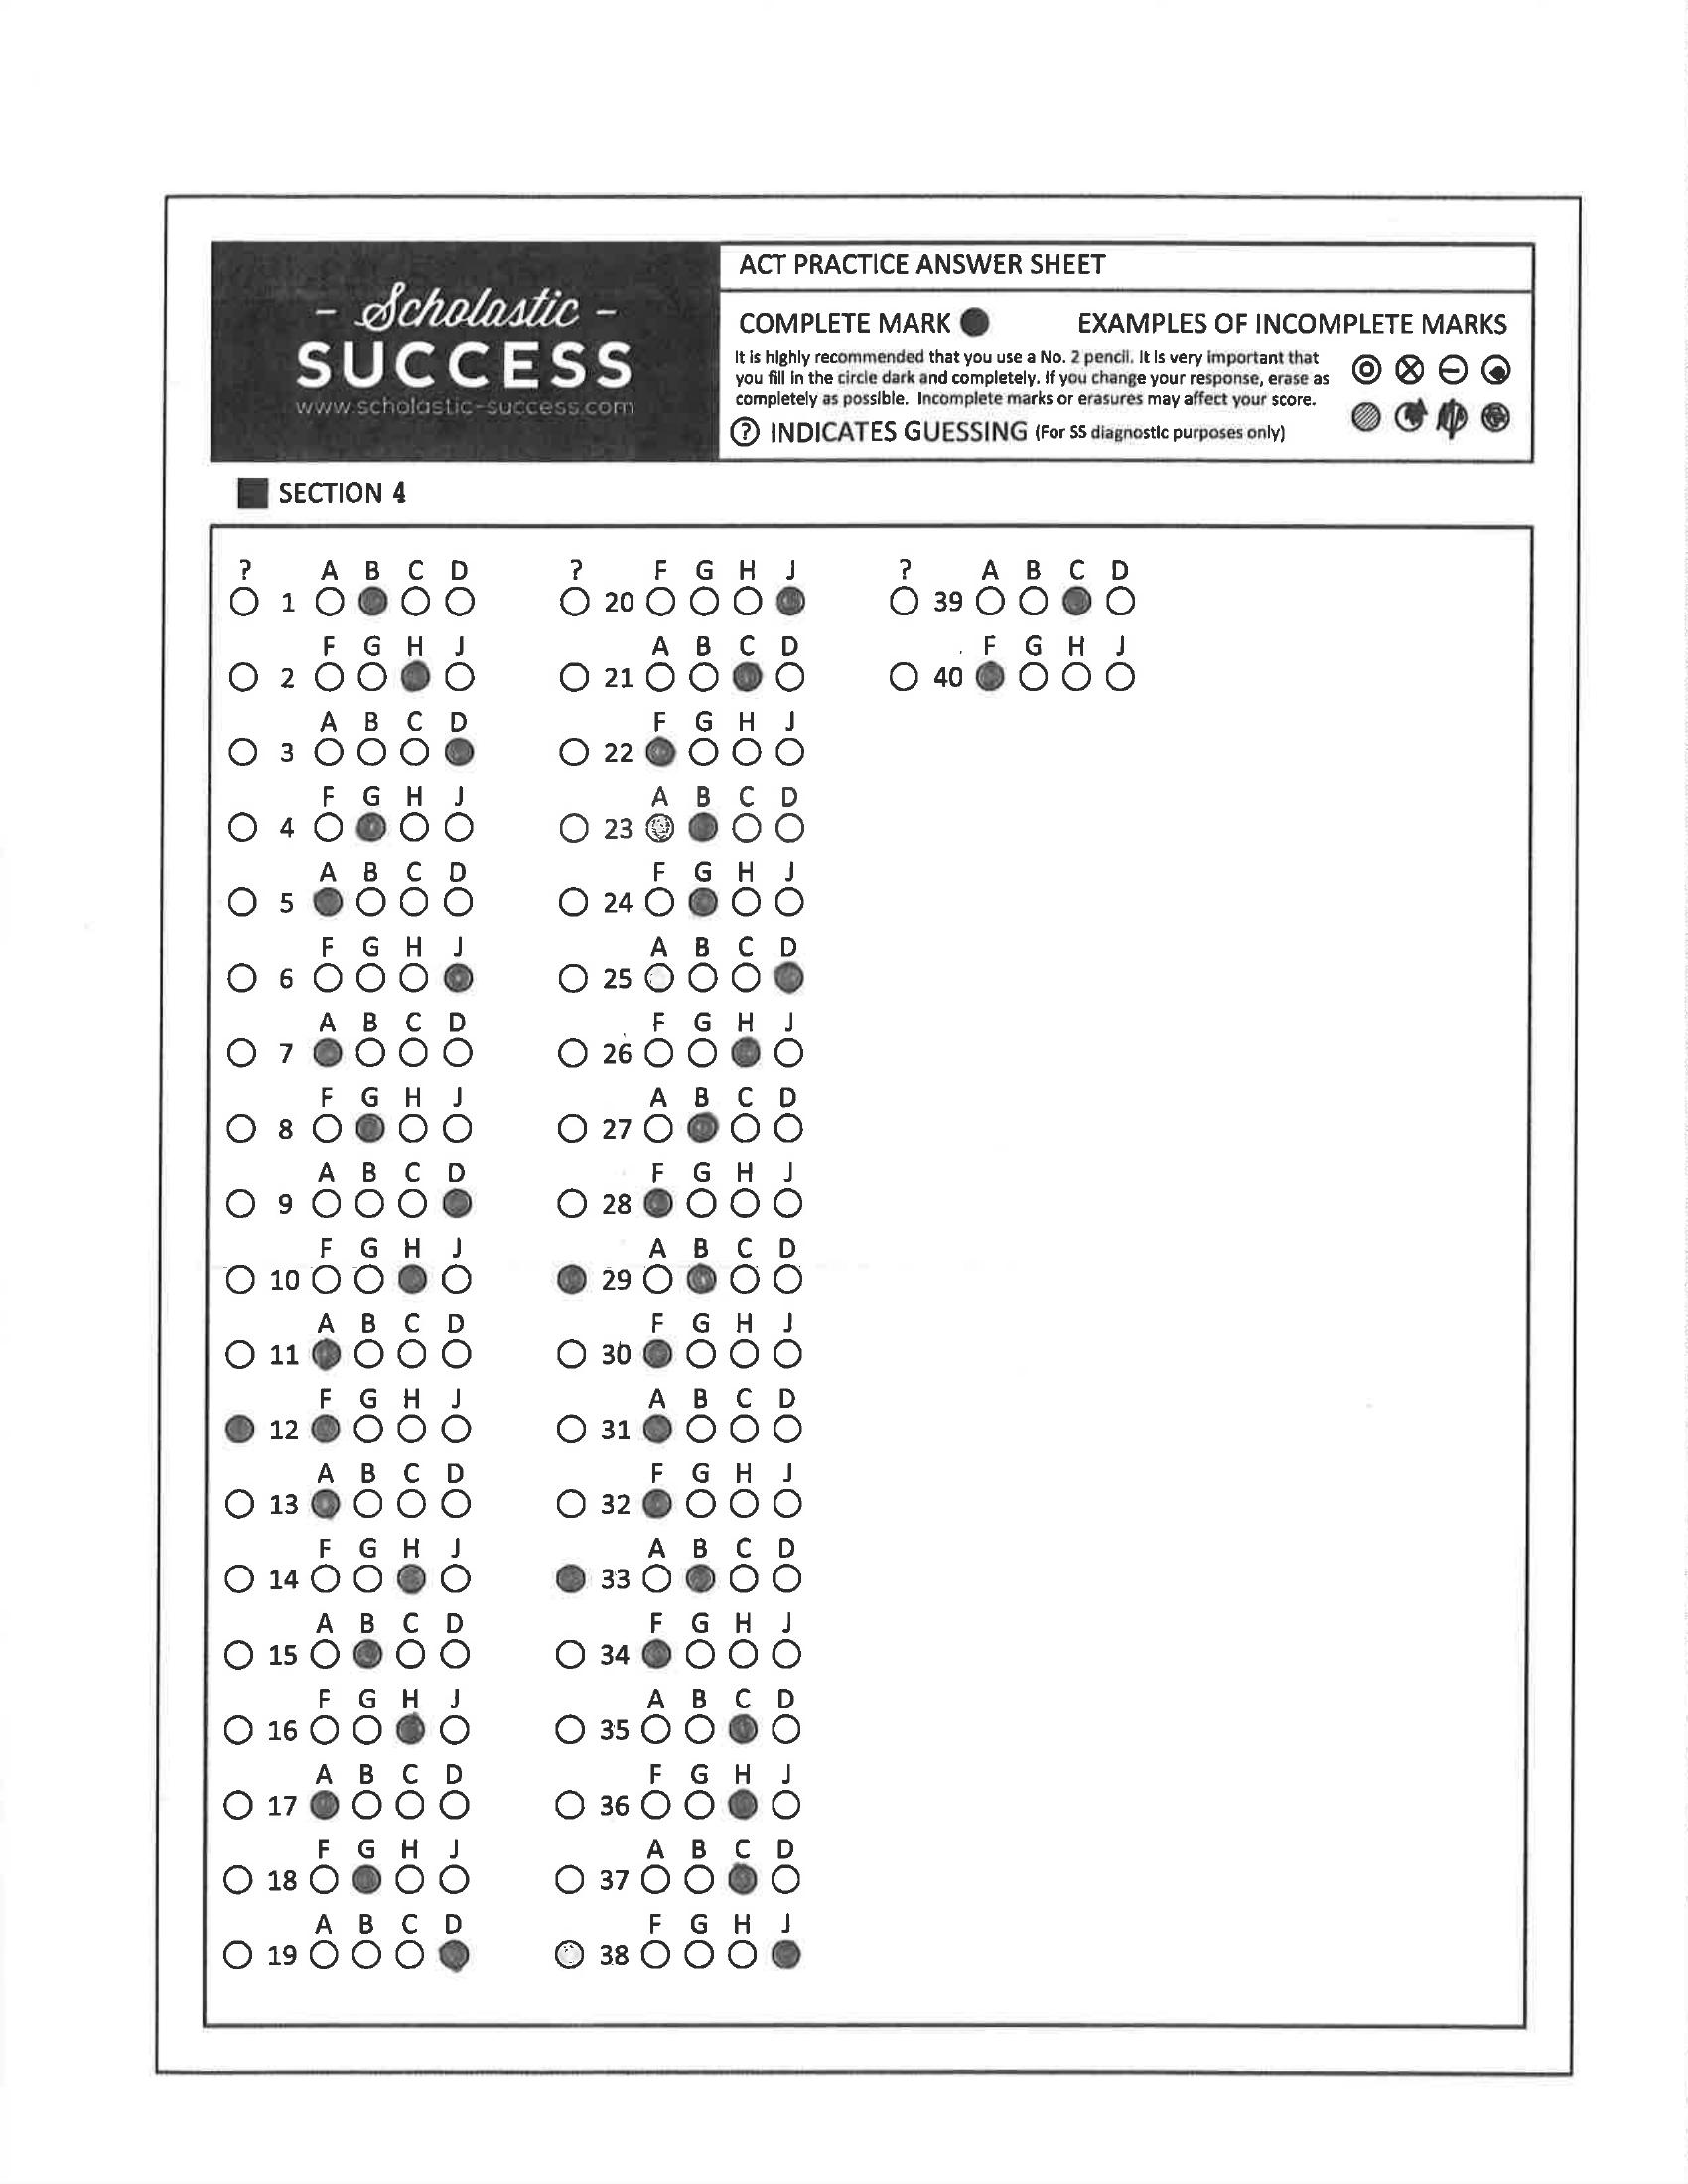 - Scholastic -
SUCCESS
www.scholastic-success.com
ACT PRACTICE ANSWER SHEET
COMPLETE MARK
EXAMPLES OF INCOMPLETE MARKS
It is highly recommended that you use a No. 2 pencil. It is very important that
you fill in the circle dark and completely. If you change your response, erase as
completely as possible. Incomplete marks or erasures may affect your score.
? INDICATES GUESSING (For SS diagnostic purposes only)
SECTION 4
? A B C D
1
F G H J
2
A B C D
3
F G H J
4
A B C D
5
F G H J
6
A B C D
7
F G H J
8
A B C D
9
F G H J
10
A B C D
11
F G H J
12
A B C D
13
F G H J
14
A B C D
15
F G H J
16
A B C D
17
F G H J
18
A B C D
19
? F G H J
20
A B C D
21
F G H J
22
A B C D
23
F G H J
24
A B C D
25
F G H J
26
A B C D
27
F G H J
28
A B C D
29
F G H J
30
A B C D
31
F G H J
32
A B C D
33
F G H J
34
A B C D
35
F G H J
36
A B C D
37
F G H J
38
? A B C D
39
F G H J
40